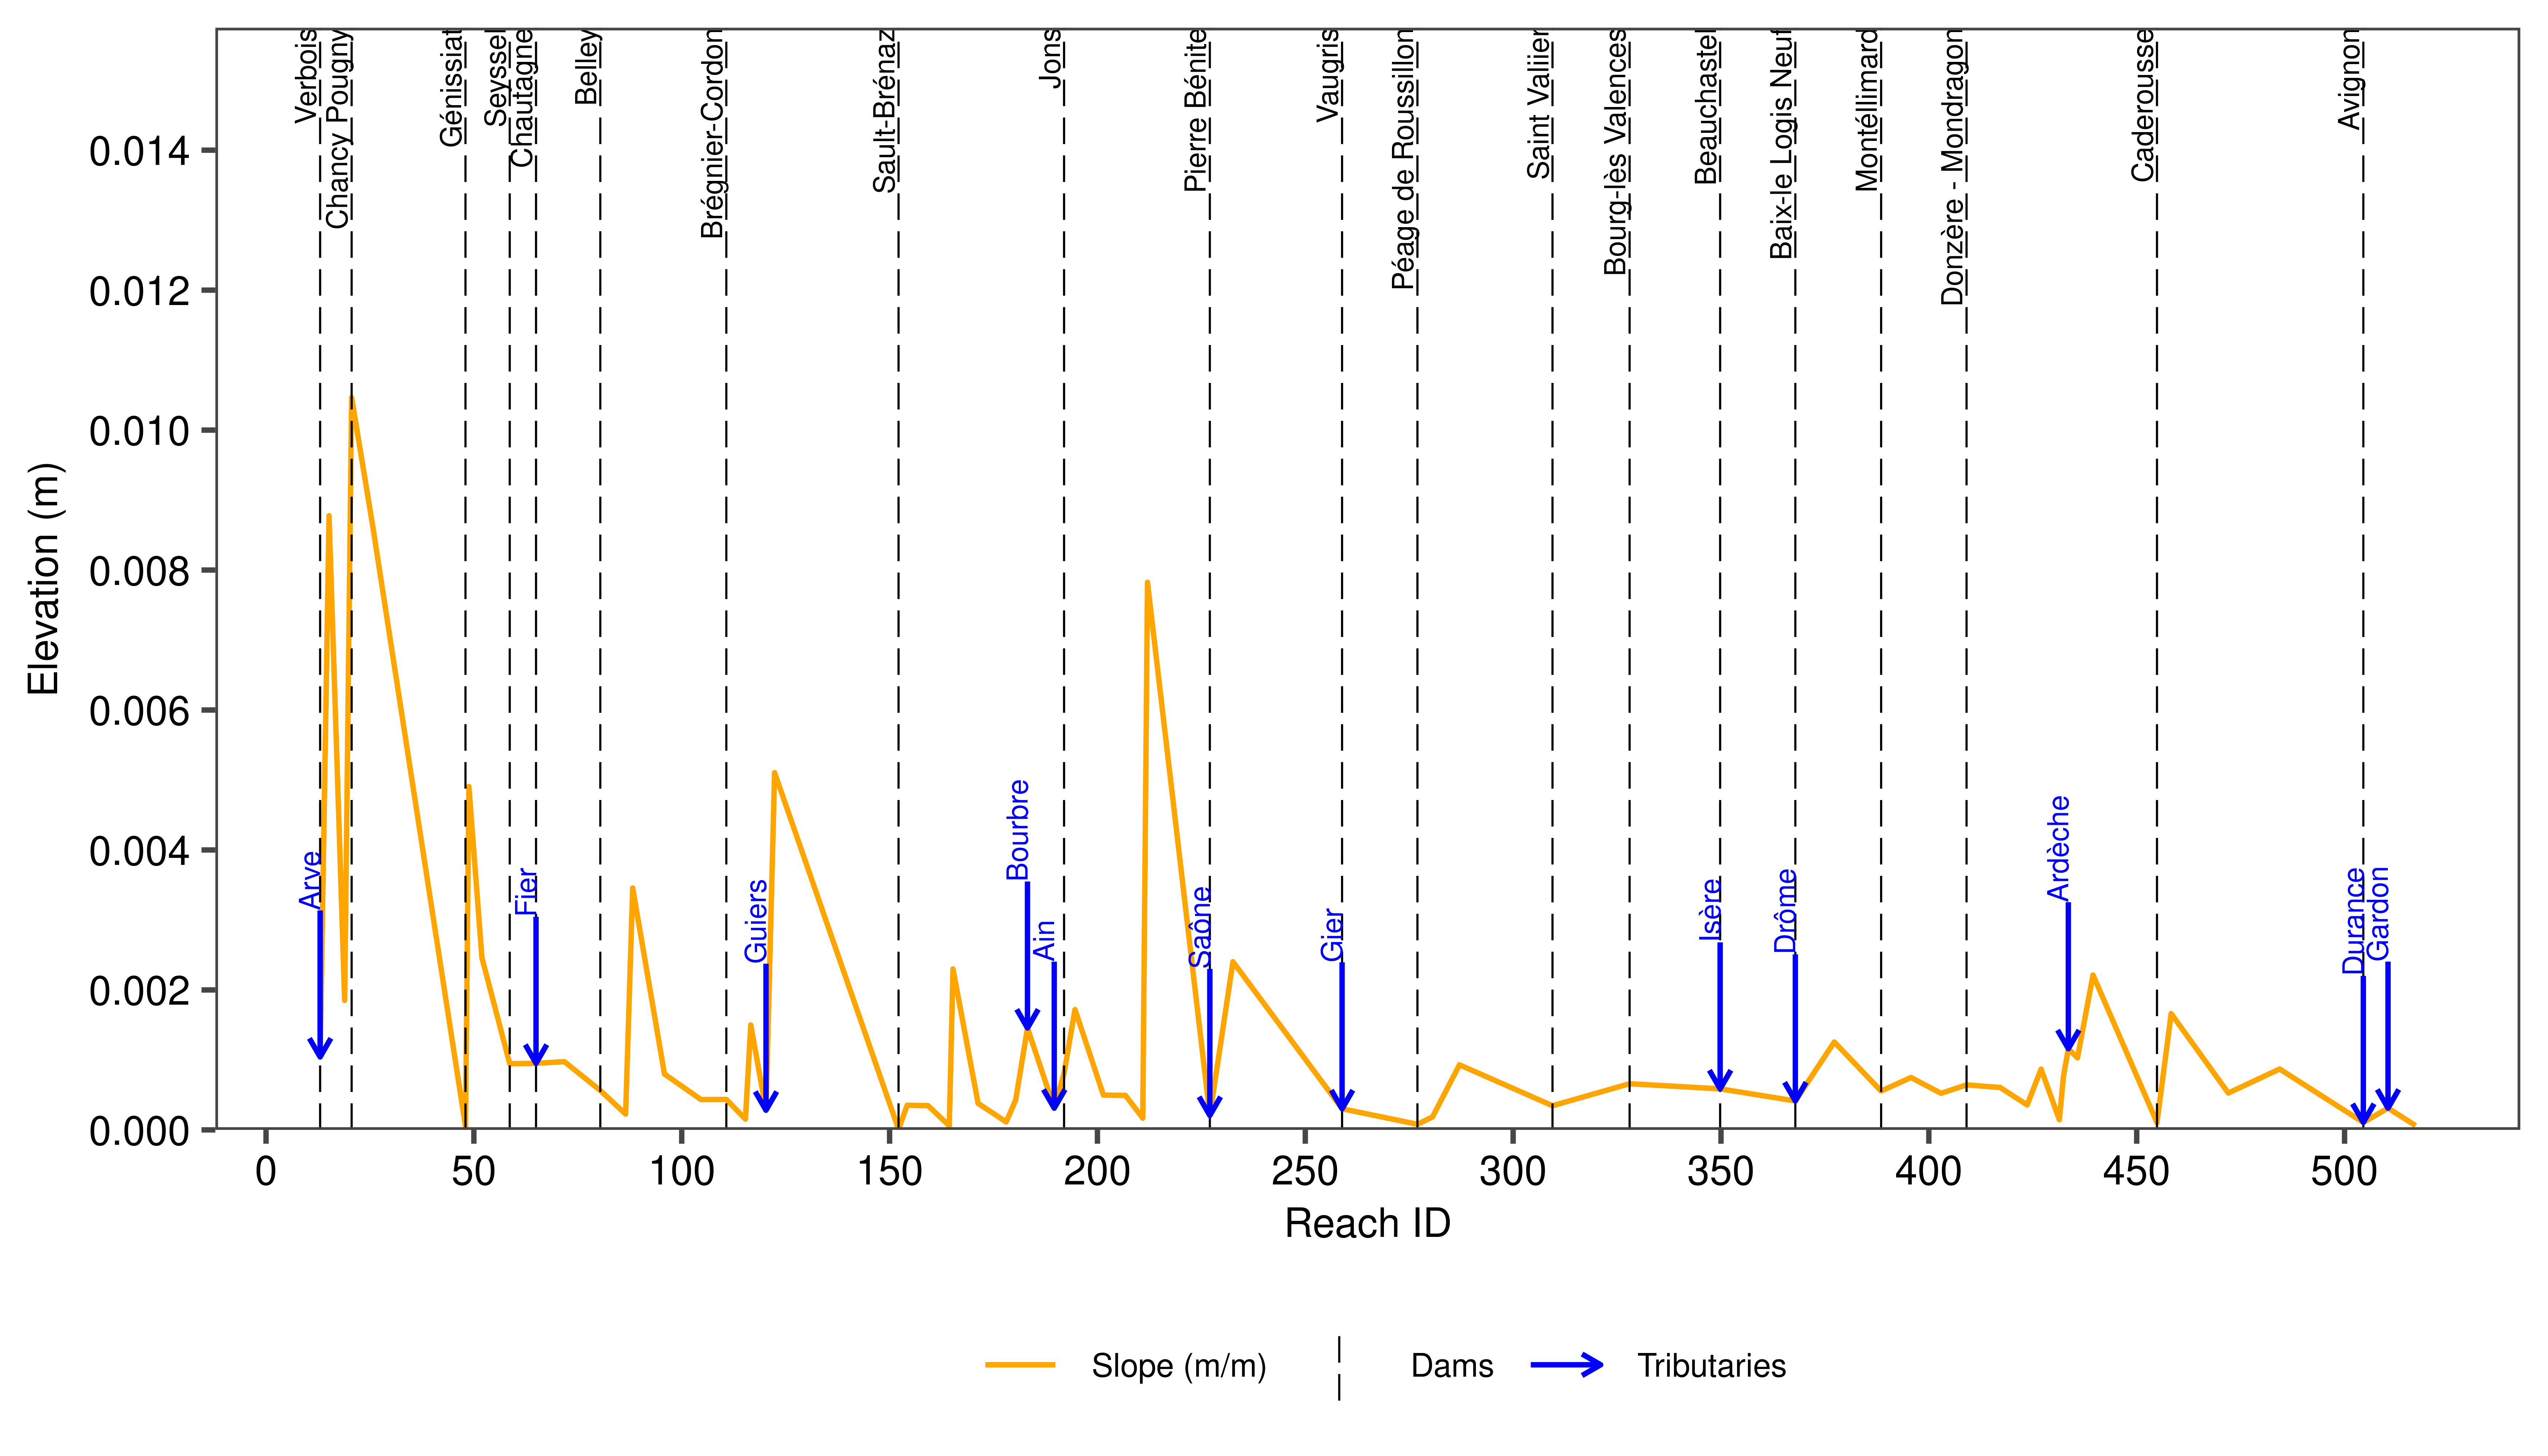 Verbois
Chancy Pougny
Génissiat
Seyssel
Chautagne
Belley
Brégnier-Cordon
Sault-Brénaz
Jons
Pierre Bénite
Vaugris
Péage de Roussillon
Saint Valiier
Bourg-lès Valences
Beauchastel
Baix-le Logis Neuf
Montéllimard
Donzère - Mondragon
Caderousse
Avignon
0.014
0.012
0.010
0.008
0.006
0.004
0.002
0.000
Elevation (m)
Arve
Fier
Guiers
Bourbre
Ain
Saône
Gier
Isère
Drôme
Ardèche
Durance
Gardon
0 50 100 150 200 250 300 350 400 450 500
Reach ID
Slope (m/m) Dams Tributaries